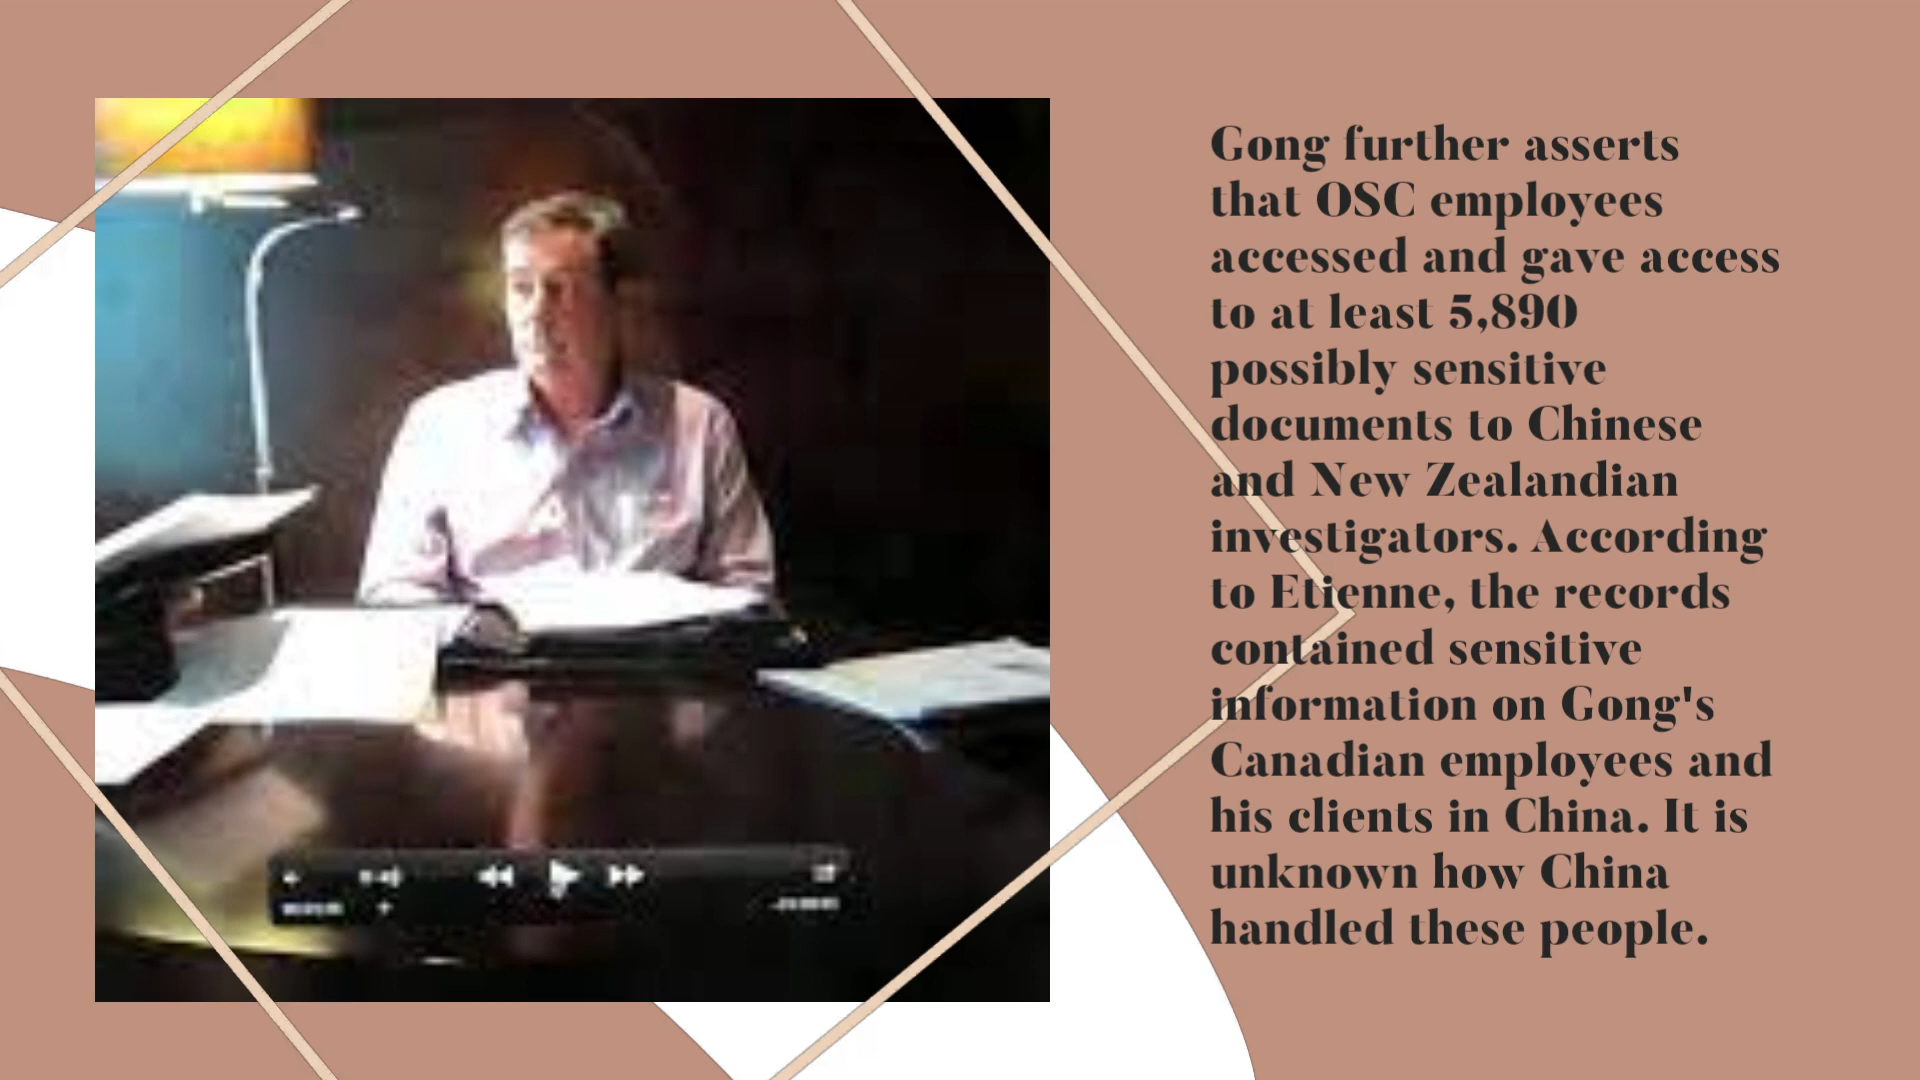 Gong further asserts
that OSC employees
accessed and gave access
to at least 5,890
possibly sensitive
documents to Chinese
and New Zealandian
investigators. According
to Etienne, the records
contained sensitive
information on Gong's
Canadian employees and
his clients in China. It is
unknown how China
handled these people.